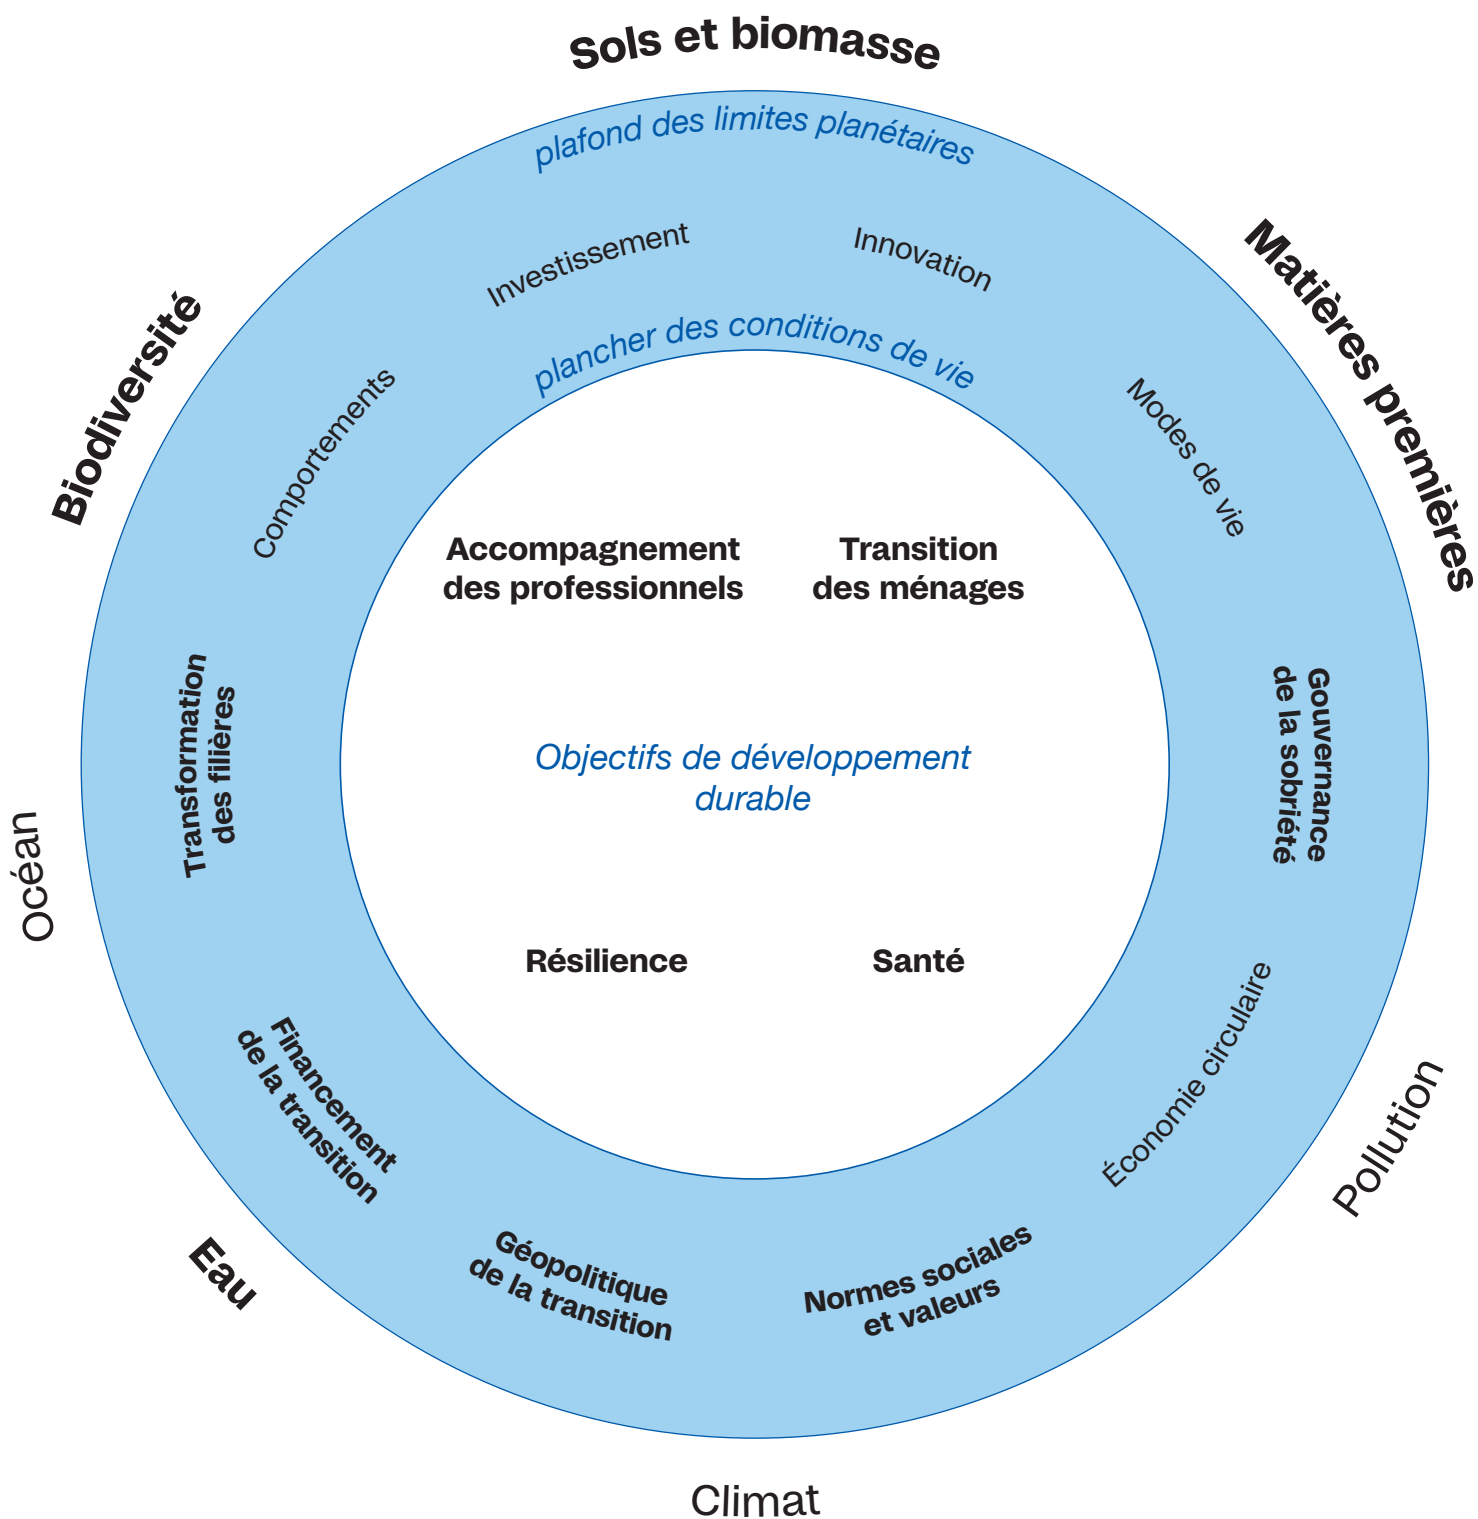 Sols et biomasse
plafond des limites planétaires
Investissement
Innovation
Matières premières
Biodiversité
plancher des conditions de vie
Comportements
Modes de vie
Accompagnement
des professionnels
Transition
des ménages
Transformation
des filières
Gouvernance
de la sobriété
Objectifs de développement
durable
Océan
Résilience
Santé
Économie circulaire
Financement
de la transition
Pollution
Eau
Géopolitique
de la transition
Normes sociales
et valeurs
Climat